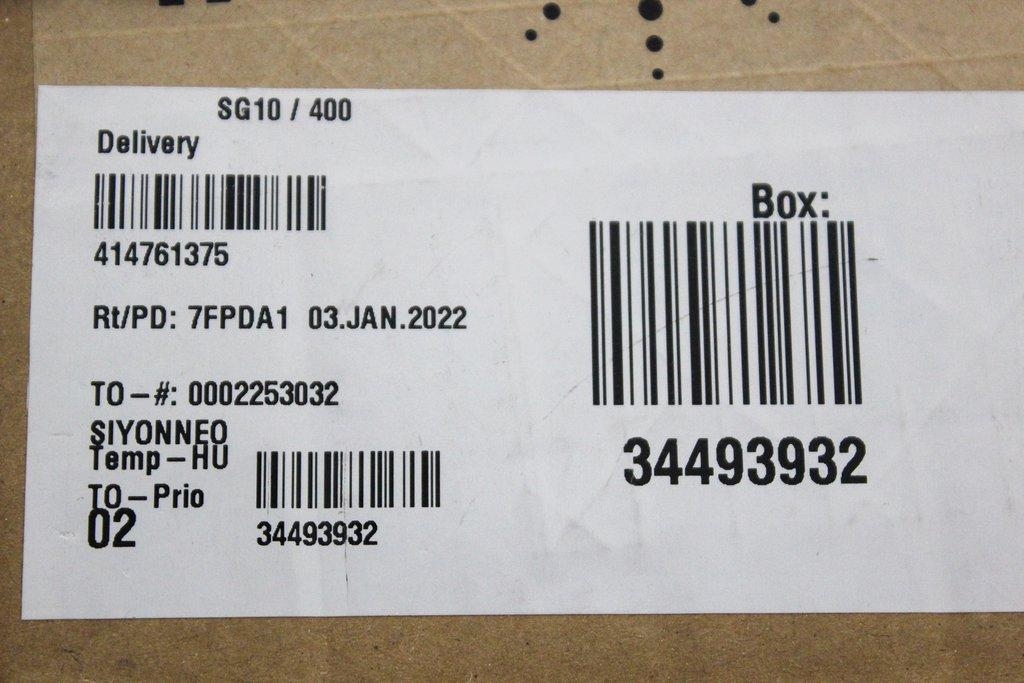 SG10 / 400
Delivery
414761375
Rt/PD: 7FPDA1 03.JAN.2022
TO-#: 0002253032
SIYONNEO
Temp-HU
TO-Prio
02
34493932
Box:
34493932